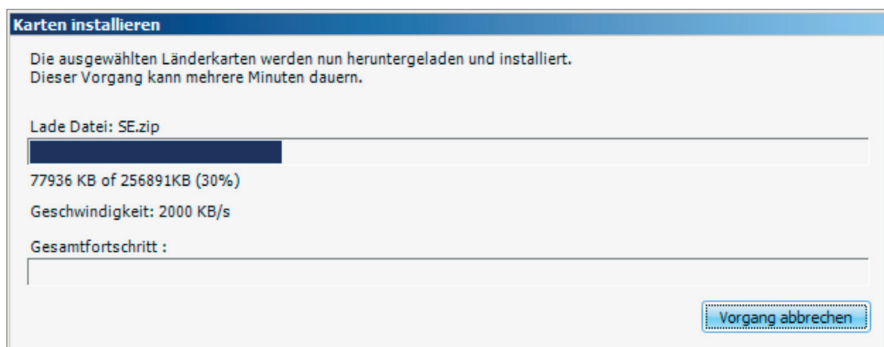 Karten installieren
Die ausgewählten Länderkarten werden nun heruntergeladen und installiert.
Dieser Vorgang kann mehrere Minuten dauern.
Lade Datei: SE.zip
77936 KB of 256891KB (30%)
Geschwindigkeit: 2000 KB/s
Gesamtfortschritt :
Vorgang abbrechen